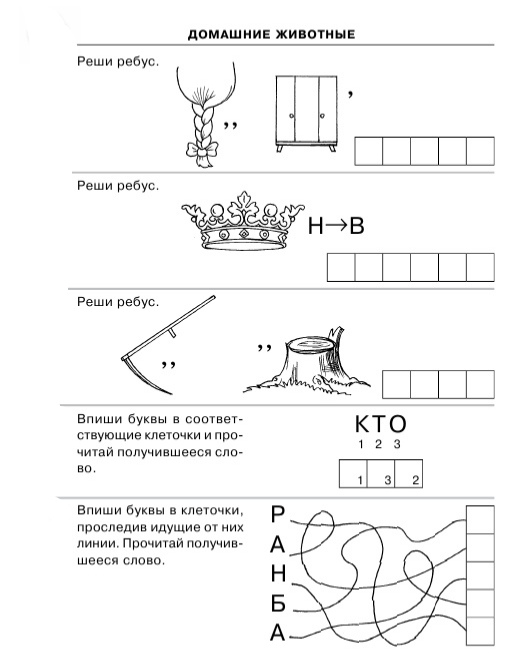 ДОМАШНИЕ ЖИВОТНЫЕ
Реши ребус.
,, ,
Реши ребус.
Н→В
Реши ребус.
,, ,,
Впиши буквы в соответ-
ствующие клеточки и про-
читай получившееся сло-
во.
КТО
1 2 3
1 3 2
Впиши буквы в клеточки,
проследив идущие от них
линии. Прочитай получив-
шееся слово.
Р
А
Н
Б
А